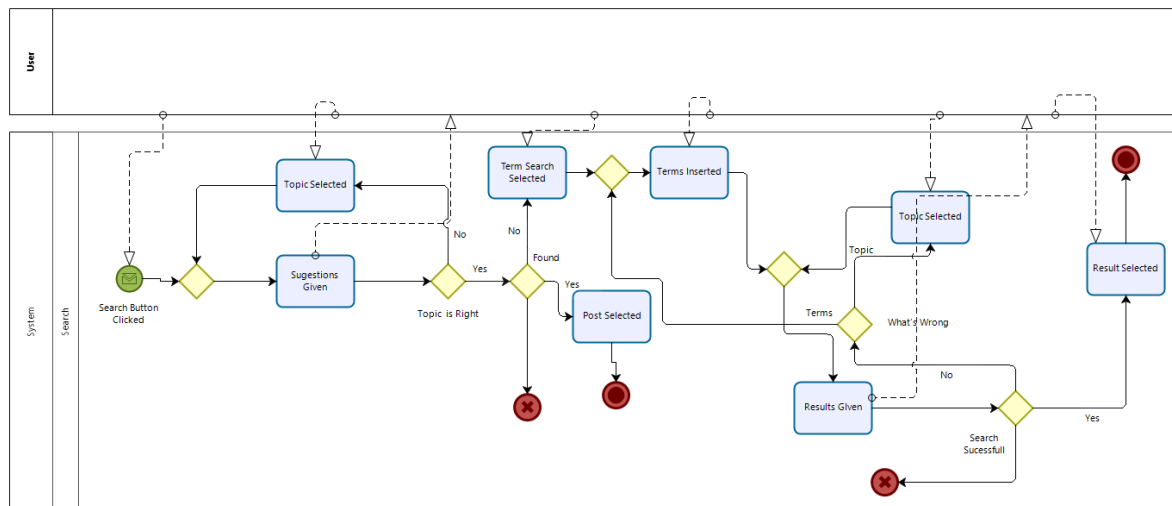 User
System
Search
Search Button
Clicked
Topic Selected
Sugestions
Given
No
Yes
Topic is Right
Term Search
Selected
No
Found
Yes
Post Selected
Terms Inserted
Topic Selected
Topic
Terms
What's Wrong
No
Results GIven
Search
Sucessfull
Yes
Result Selected